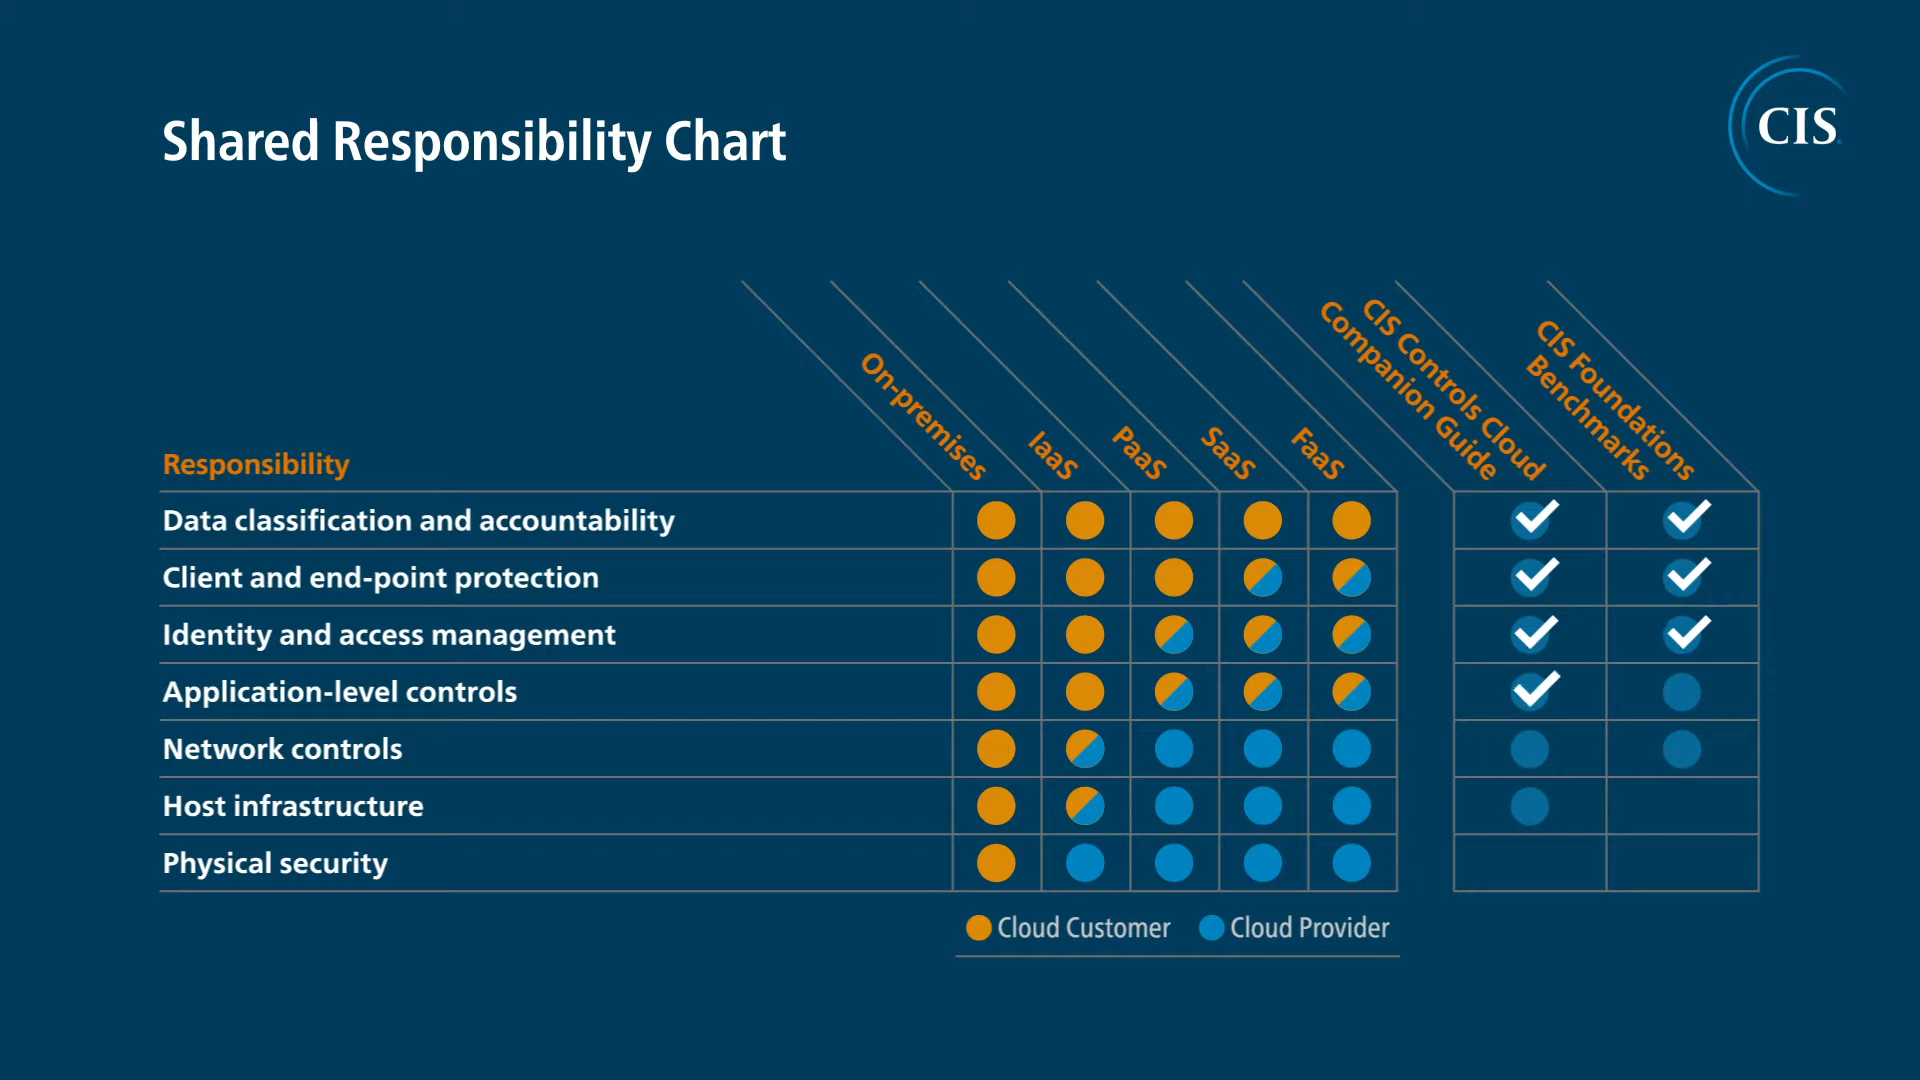 CIS
Shared Responsibility Chart
Responsibility
On-premises
IaaS
PaaS
SaaS
FaaS
CIS Controls Cloud
Companion Guide
CIS Foundations
Benchmarks
Data classification and accountability
Client and end-point protection
Identity and access management
Application-level controls
Network controls
Host infrastructure
Physical security
Cloud Customer
Cloud Provider